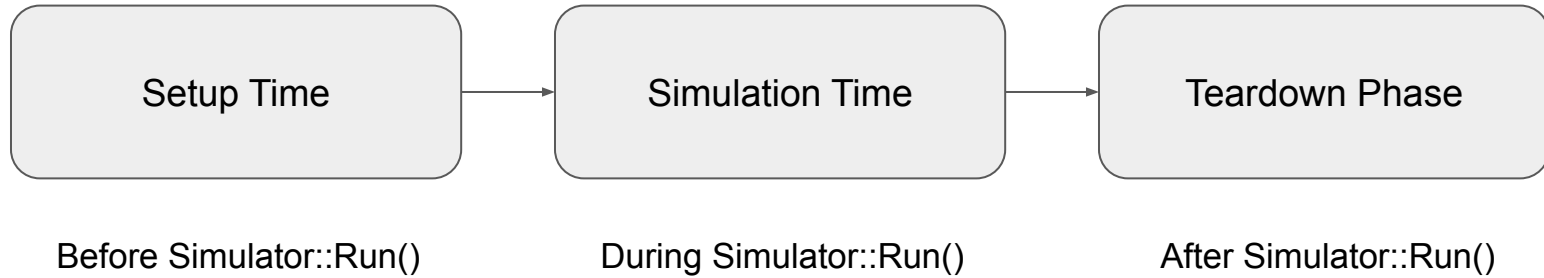 Setup Time
Simulation Time
Teardown Phase
Before Simulator::Run()
During Simulator::Run()
After Simulator::Run()